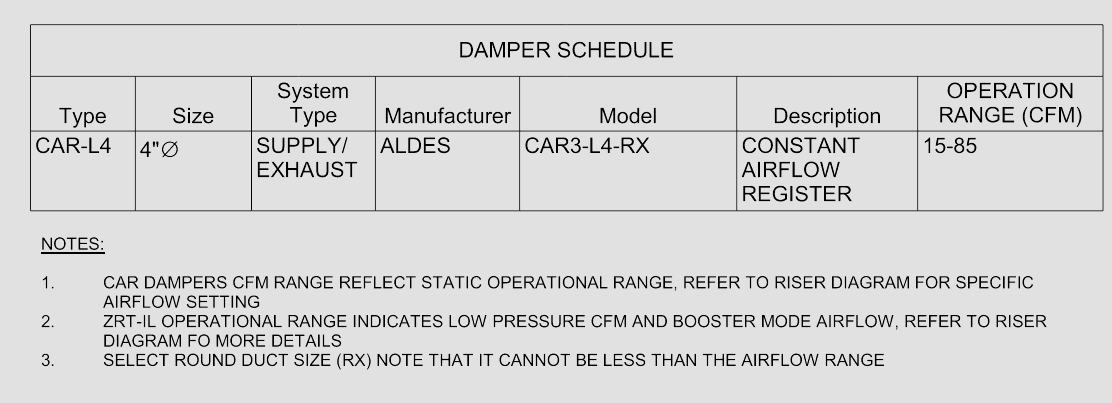 DAMPER SCHEDULE
Type Size System Type Manufacturer Model Description OPERATION RANGE (CFM)
CAR-L4 4"Ø SUPPLY/ EXHAUST ALDES CAR3-L4-RX CONSTANT AIRFLOW REGISTER 15-85
NOTES:
1. CAR DAMPERS CFM RANGE REFLECT STATIC OPERATIONAL RANGE, REFER TO RISER DIAGRAM FOR SPECIFIC
AIRFLOW SETTING
2. ZRT-IL OPERATIONAL RANGE INDICATES LOW PRESSURE CFM AND BOOSTER MODE AIRFLOW, REFER TO RISER
DIAGRAM FO MORE DETAILS
3. SELECT ROUND DUCT SIZE (RX) NOTE THAT IT CANNOT BE LESS THAN THE AIRFLOW RANGE